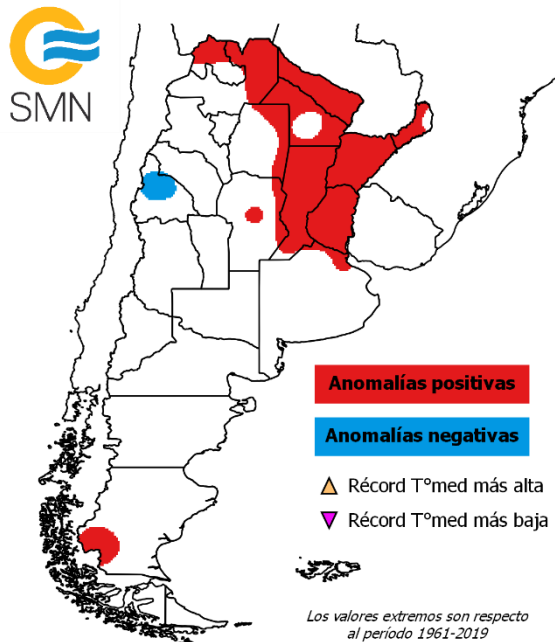 SMN
Anomalías positivas
Anomalías negativas
Récord T°med más alta
Récord T°med más baja
Los valores extremos son respecto
al período 1961-2019